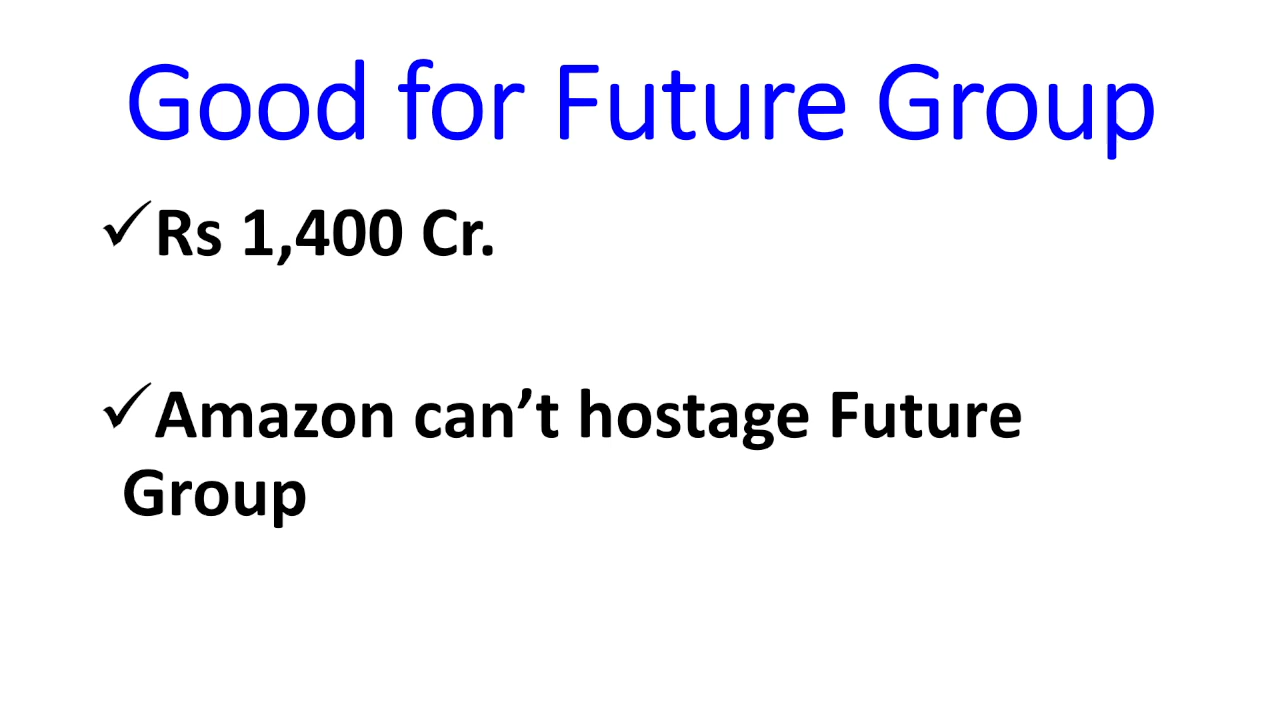 Good for Future Group
✓Rs 1,400 Cr.
✓Amazon can’t hostage Future
Group